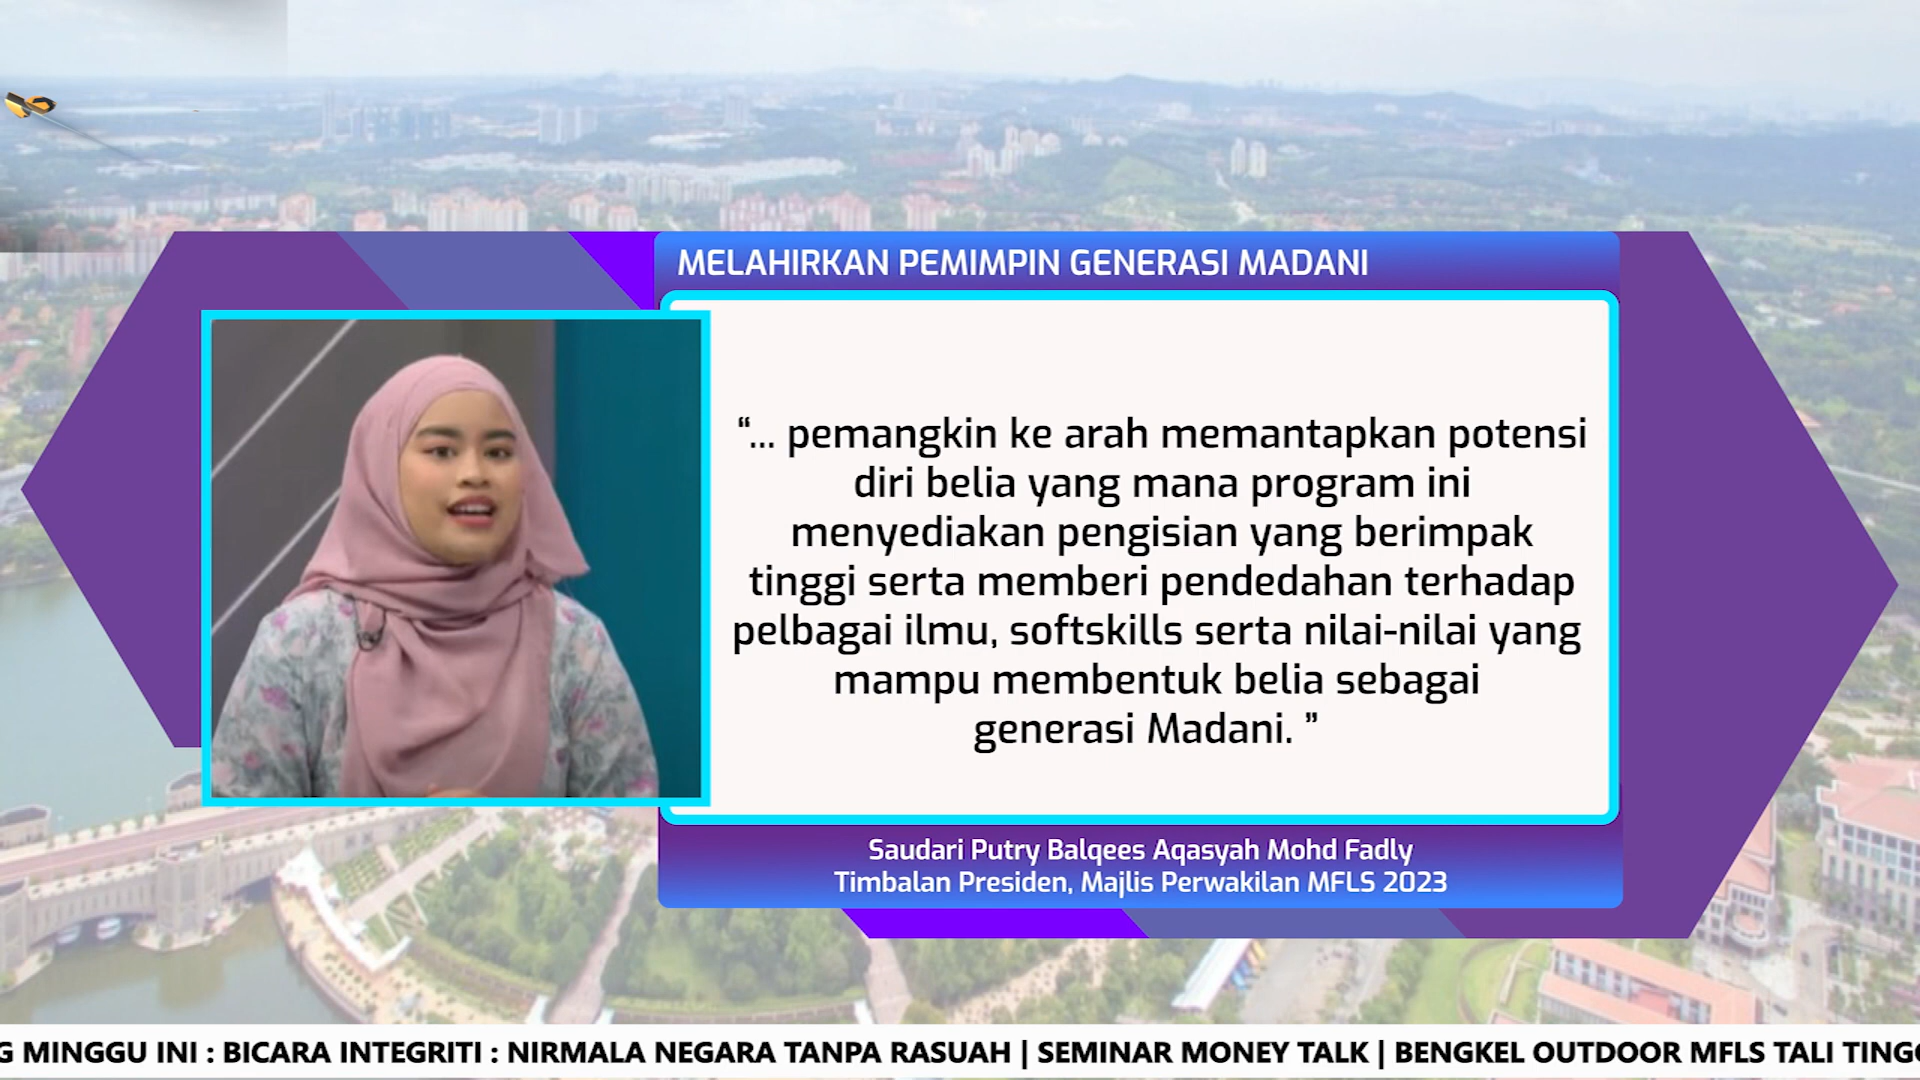 MELAHIRKAN PEMIMPIN GENERASI MADANI
“... pemangkin ke arah memantapkan potensi
diri belia yang mana program ini
menyediakan pengisian yang berimpak
tinggi serta memberi pendedahan terhadap
pelbagai ilmu, softskills serta nilai-nilai yang
mampu membentuk belia sebagai
generasi Madani. ”
Saudari Putry Balqees Aqasyah Mohd Fadly
Timbalan Presiden, Majlis Perwakilan MFLS 2023
G MINGGU INI : BICARA INTEGRITI : NIRMALA NEGARA TANPA RASUAH | SEMINAR MONEY TALK | BENGKEL OUTDOOR MFLS TALI